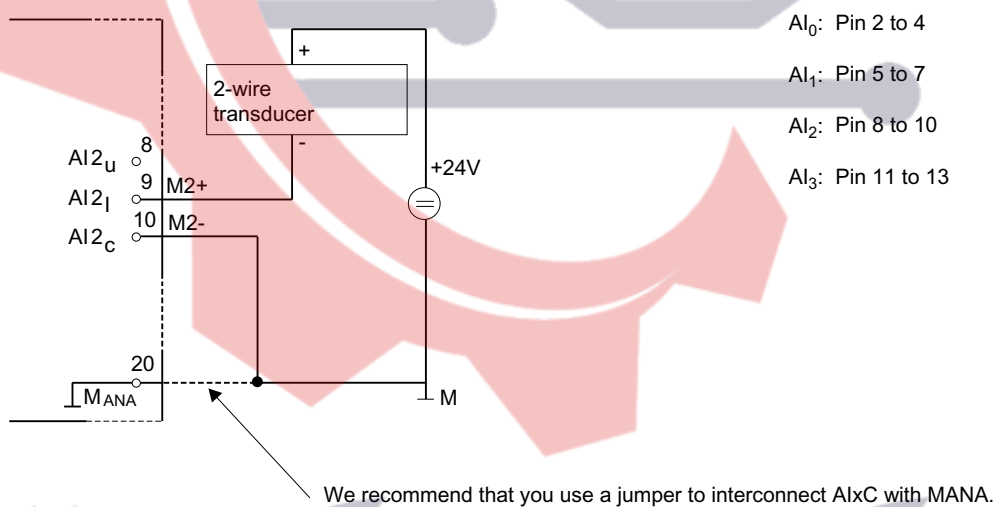 AI0: Pin 2 to 4
+
AI1: Pin 5 to 7
2-wire
transducer
AI2: Pin 8 to 10
-
8
AI2u
+24V
AI3: Pin 11 to 13
9
M2+
AI2I
10
M2-
AI2C
20
MANA
M
We recommend that you use a jumper to interconnect AIxC with MANA.